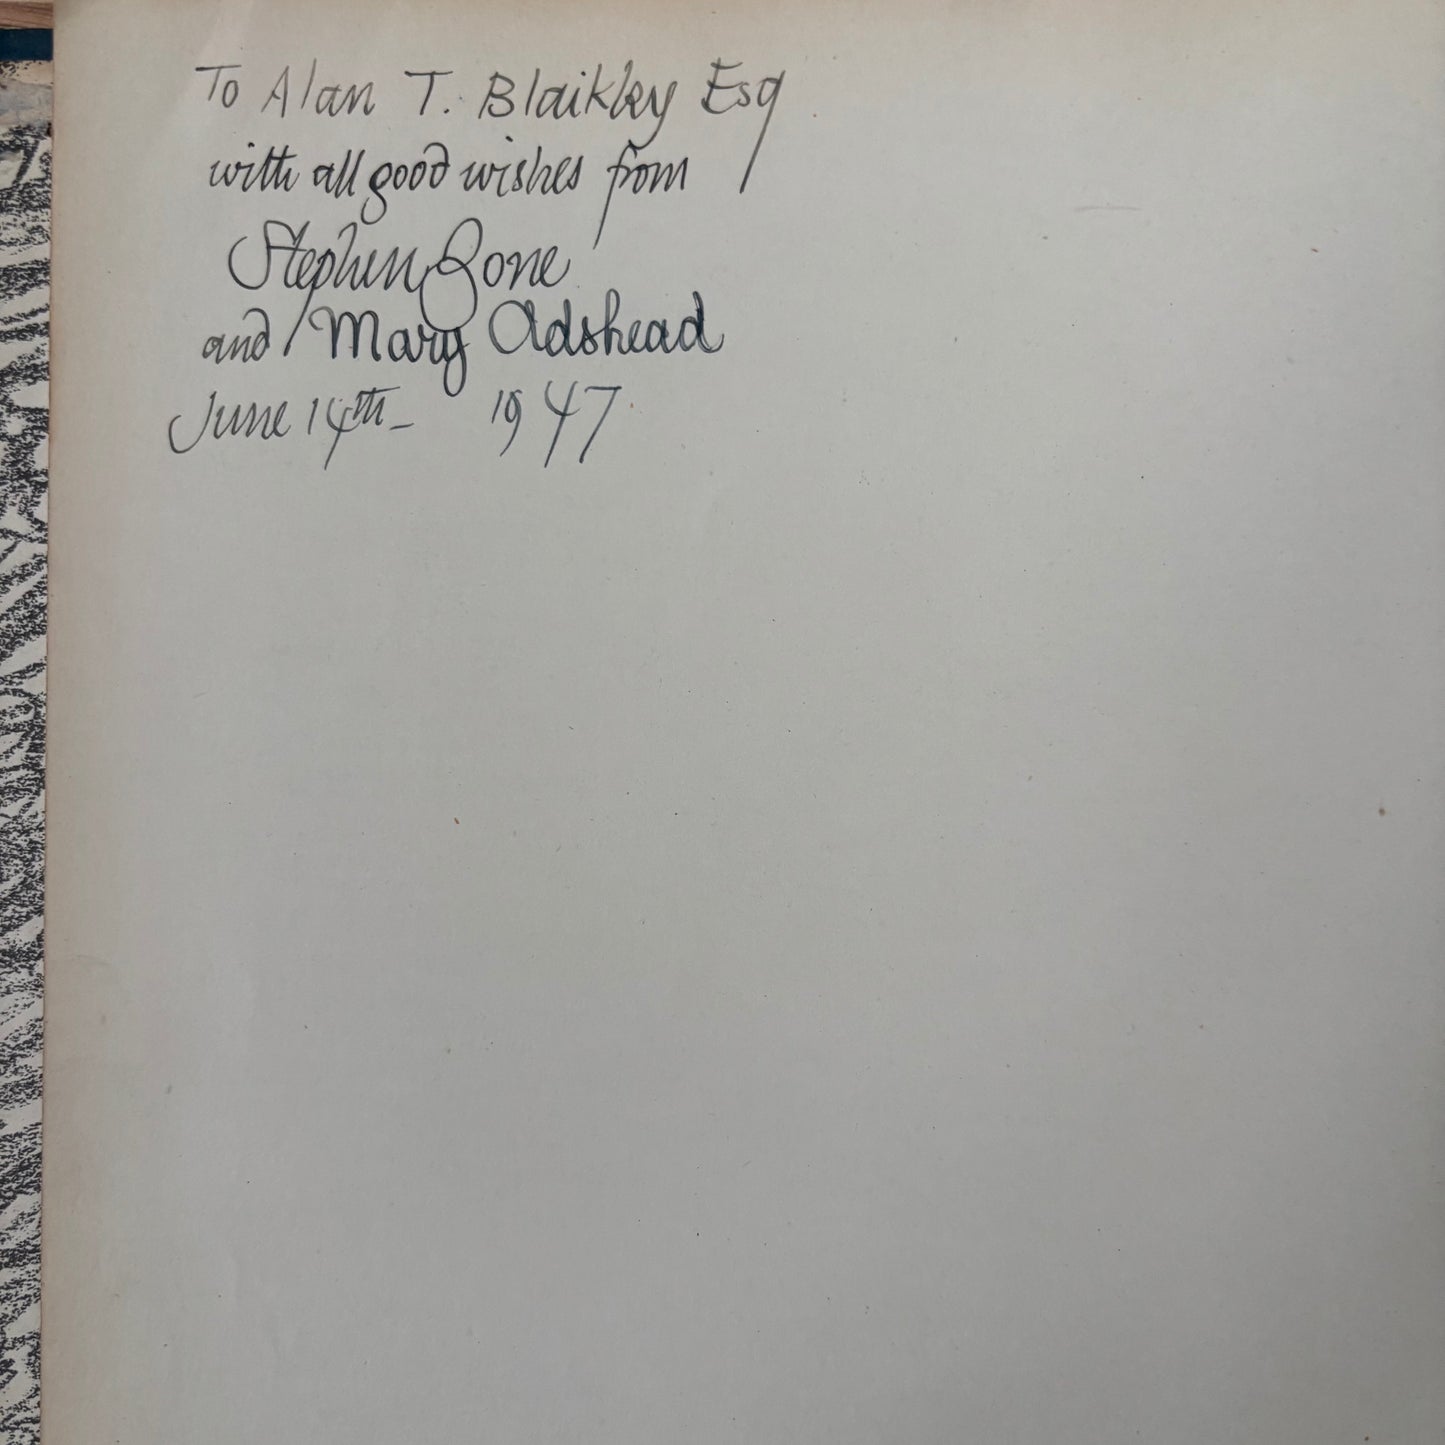 To Alan T. Blaikley Esq
with all good wishes from
Stephen Bone
and Mary Adshead
June 14th - 1947